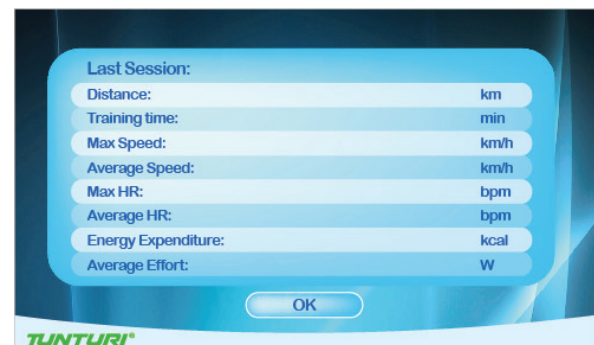 Last Session:
Distance: km
Training time: min
Max Speed: km/h
Average Speed: km/h
Max HR: bpm
Average HR: bpm
Energy Expenditure: kcal
Average Effort: W
OK
TUNTURI®